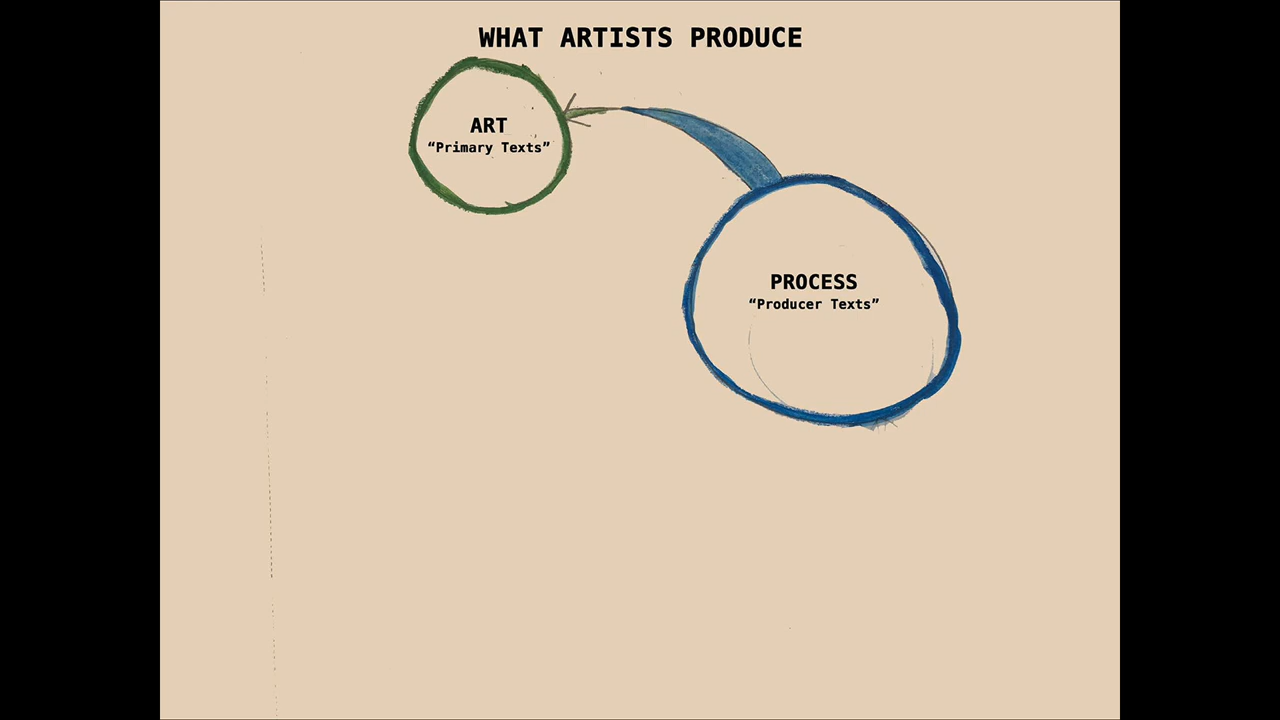 WHAT ARTISTS PRODUCE
ART
“Primary Texts”
PROCESS
“Producer Texts”